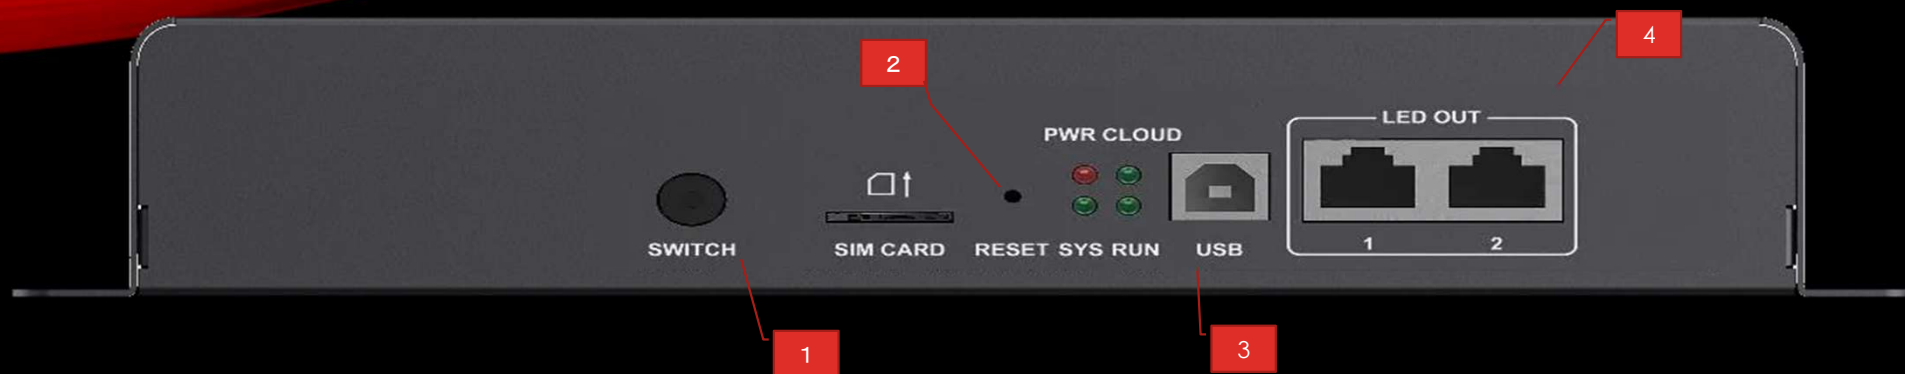 4
2
LED OUT
PWR CLOUD
SWITCH
SIM CARD
RESET SYS RUN
USB
1 2
1
3